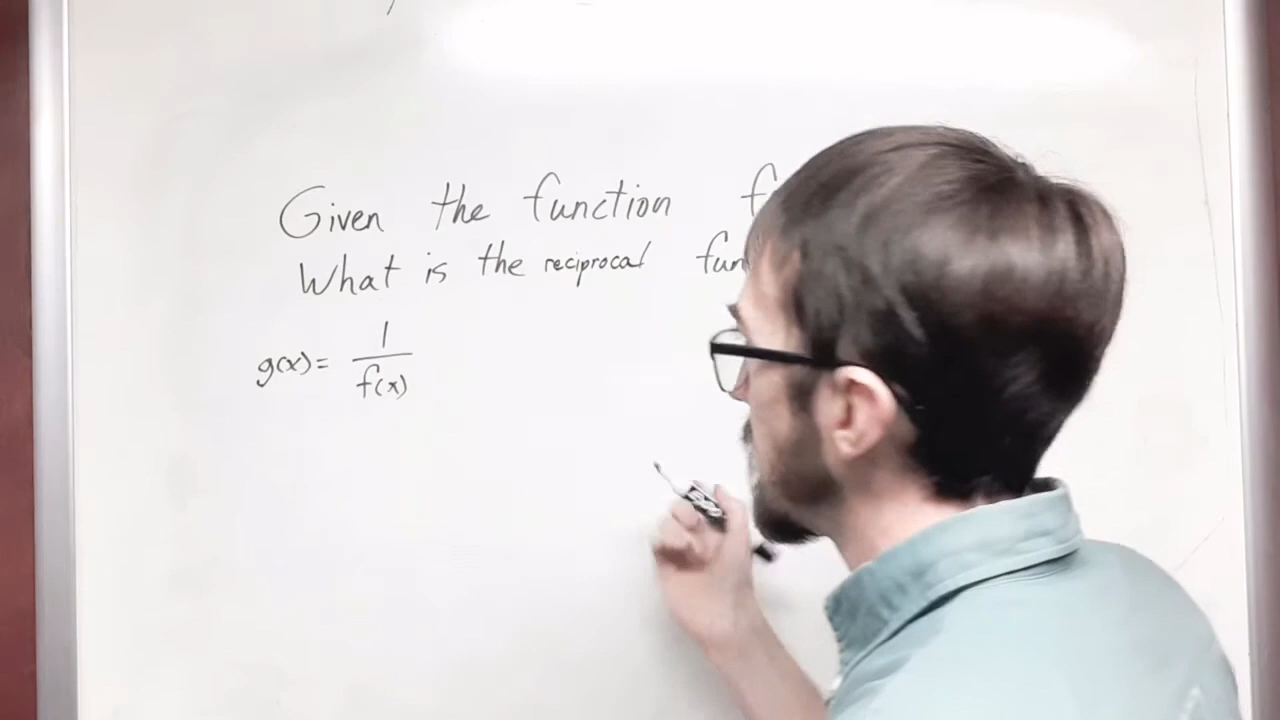 Given the function f
What is the reciprocal fun
g(x) = 1/f(x)